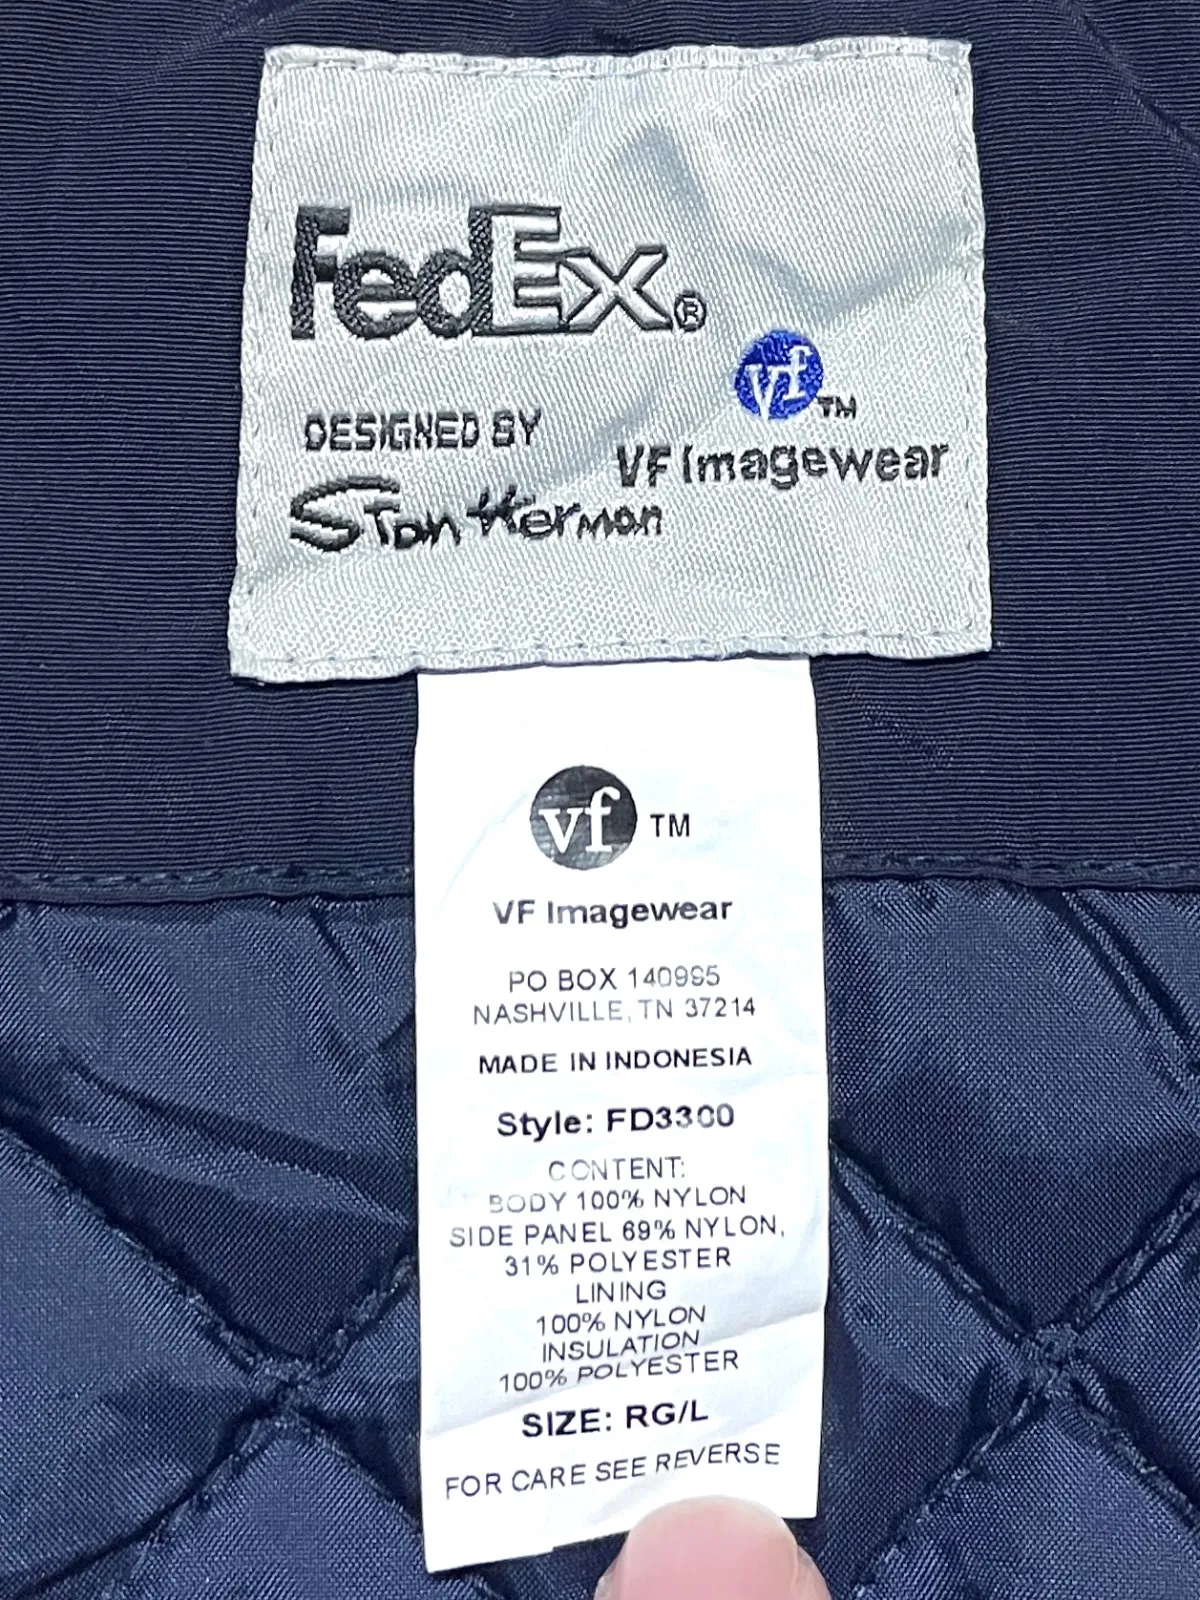 FedEx®
vf™
DESIGNED BY
VF Imagewear
Stan Herman
vf TM
VF Imagewear
PO BOX 140995
NASHVILLE, TN 37214
MADE IN INDONESIA
Style: FD3300
CONTENT:
BODY 100% NYLON
SIDE PANEL 69% NYLON,
31% POLYESTER
LINING
100% NYLON
INSULATION
100% POLYESTER
SIZE: RG/L
FOR CARE SEE REVERSE